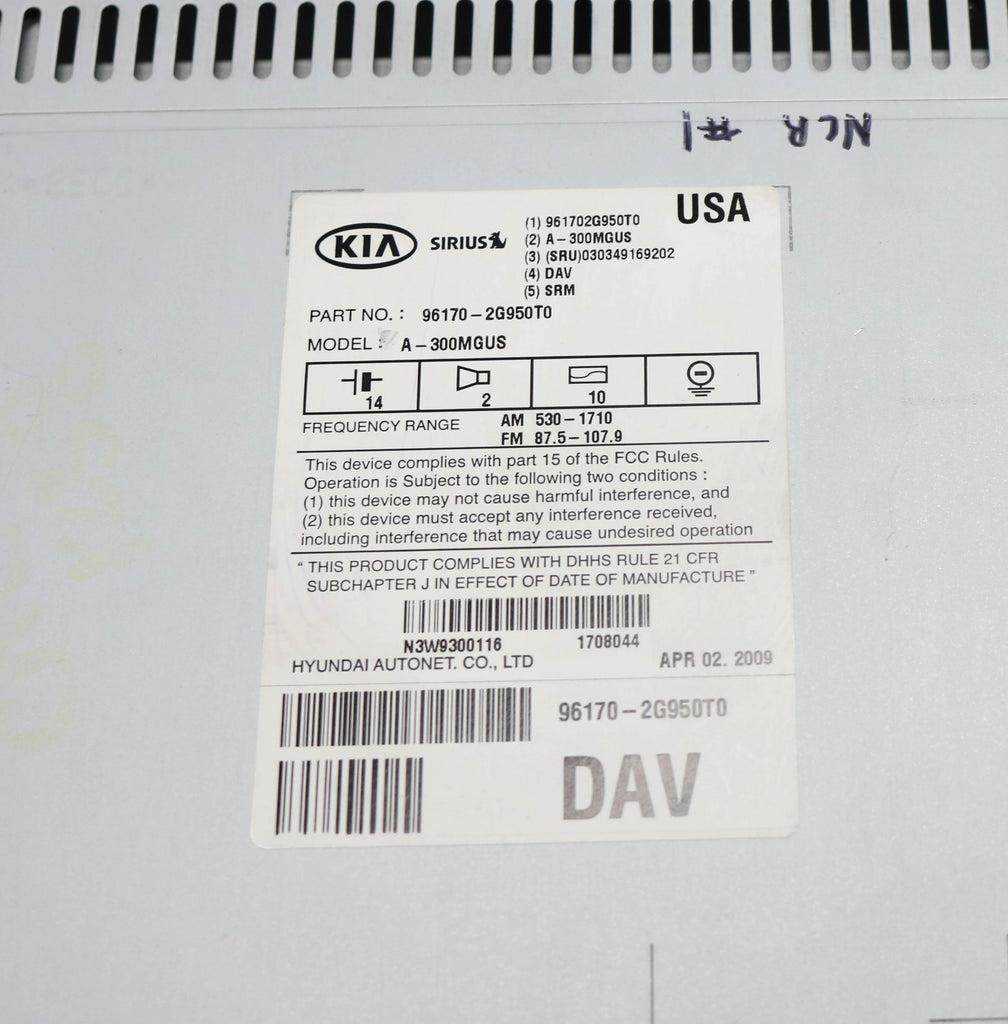 NCR #1
USA
KIA SIRIUS
(1) 961702G950T0
(2) A-300MGUS
(3) (SRU)030349169202
(4) DAV
(5) SRM
PART NO. : 96170-2G950T0
MODEL : A-300MGUS
14 2 10
FREQUENCY RANGE AM 530-1710
FM 87.5-107.9
This device complies with part 15 of the FCC Rules.
Operation is Subject to the following two conditions :
(1) this device may not cause harmful interference, and
(2) this device must accept any interference received,
including interference that may cause undesired operation
“ THIS PRODUCT COMPLIES WITH DHHS RULE 21 CFR
SUBCHAPTER J IN EFFECT OF DATE OF MANUFACTURE ”
N3W9300116 1708044
HYUNDAI AUTONET. CO., LTD APR 02. 2009
96170-2G950T0
DAV